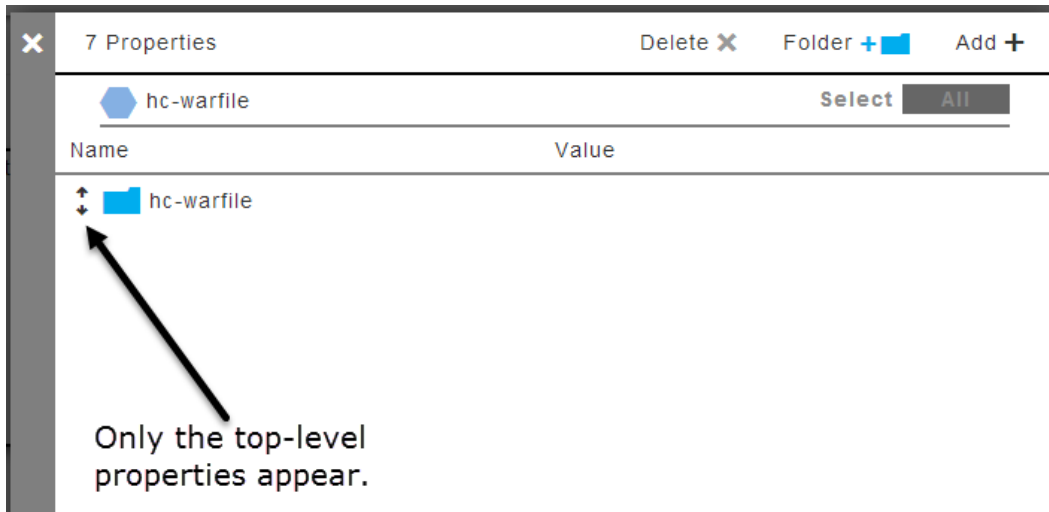 7 Properties Delete Folder Add
hc-warfile Select All
Name Value
hc-warfile
Only the top-level
properties appear.